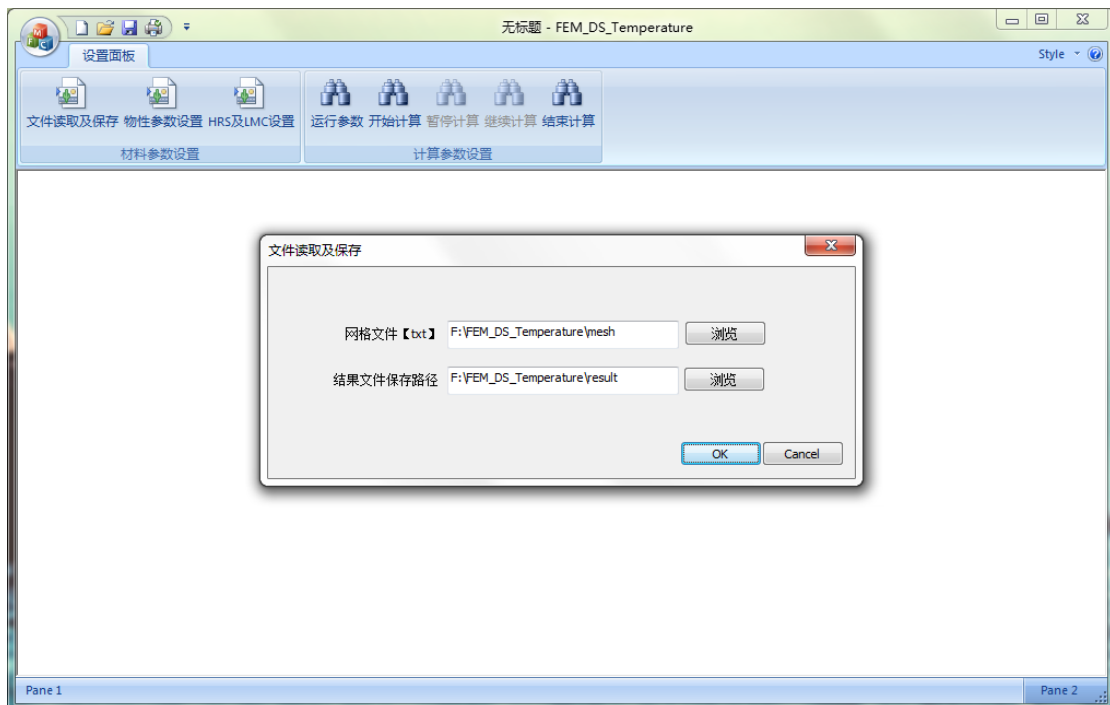 无标题 - FEM_DS_Temperature
设置面板
Style
文件读取及保存 物性参数设置 HRS及LMC设置 运行参数 开始计算 暂停计算 继续计算 结束计算
材料参数设置 计算参数设置
文件读取及保存
网格文件【txt】 F:\FEM_DS_Temperature\mesh 浏览
结果文件保存路径 F:\FEM_DS_Temperature\result 浏览
OK Cancel
Pane 1 Pane 2